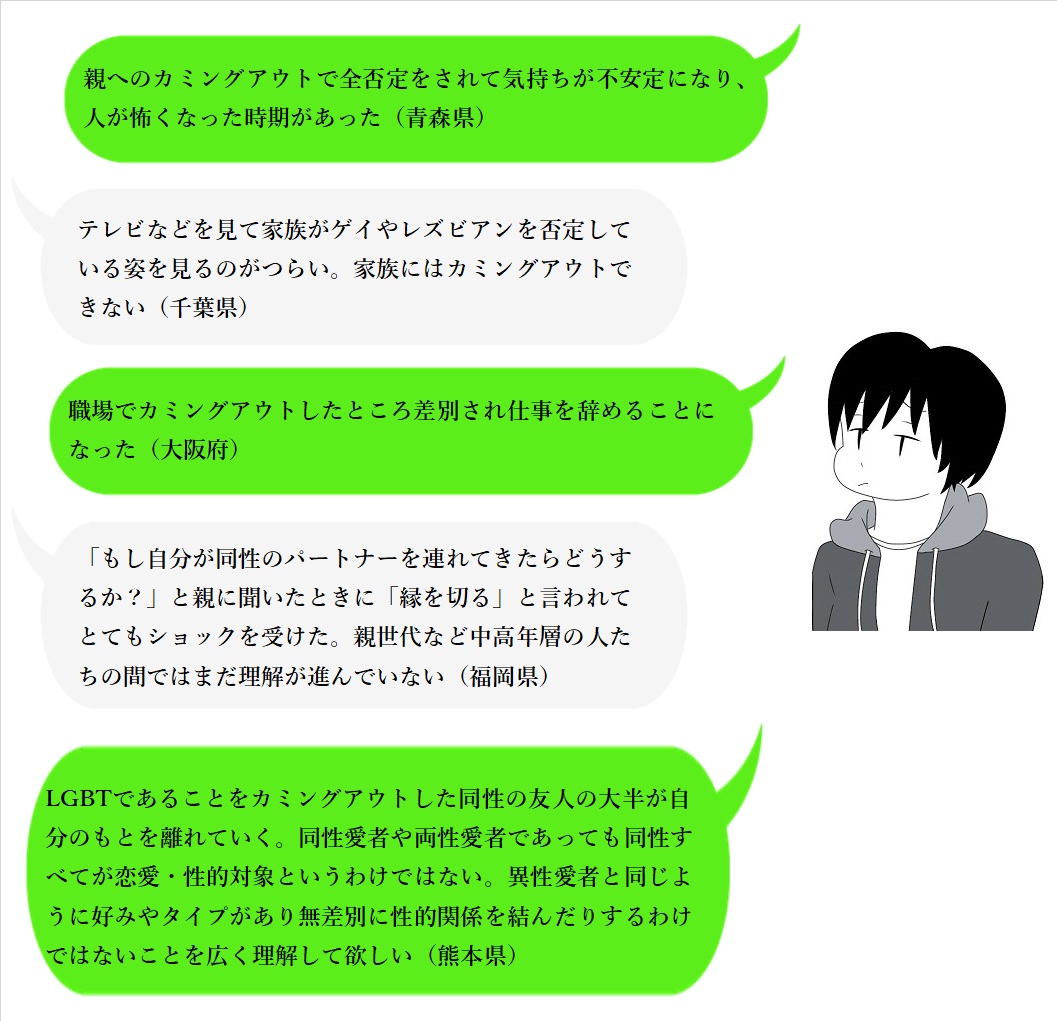 親へのカミングアウトで全否定をされて気持ちが不安定になり、
人が怖くなった時期があった（青森県）
テレビなどを見て家族がゲイやレズビアンを否定して
いる姿を見るのがつらい。家族にはカミングアウトで
きない（千葉県）
職場でカミングアウトしたところ差別され仕事を辞めることに
なった（大阪府）
「もし自分が同性のパートナーを連れてきたらどうす
るか？」と親に聞いたときに「縁を切る」と言われて
とてもショックを受けた。親世代など中高年層の人た
ちの間ではまだ理解が進んでいない（福岡県）
LGBTであることをカミングアウトした同性の友人の大半が自
分のもとを離れていく。同性愛者や両性愛者であっても同性す
べてが恋愛・性的対象というわけではない。異性愛者と同じよ
うに好みやタイプがあり無差別に性的関係を結んだりするわけ
ではないことを広く理解して欲しい（熊本県）